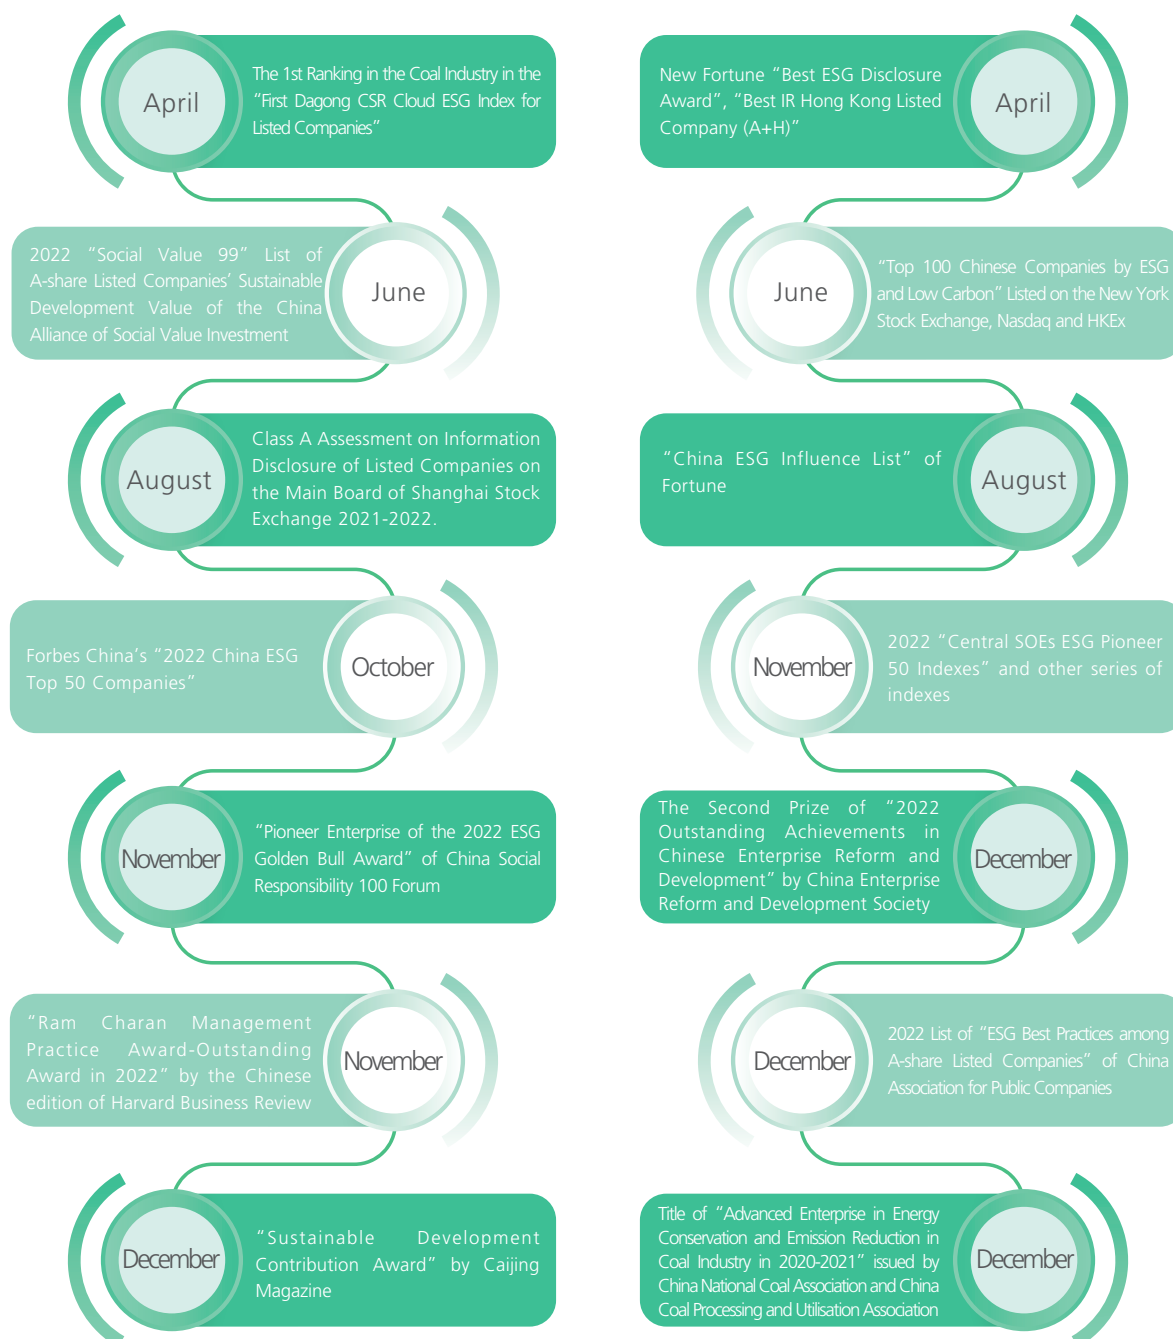 April
The 1st Ranking in the Coal Industry in the
“First Dagong CSR Cloud ESG Index for
Listed Companies”
2022 “Social Value 99” List of
A-share Listed Companies’ Sustainable
Development Value of the China
Alliance of Social Value Investment
June
August
Class A Assessment on Information
Disclosure of Listed Companies on
the Main Board of Shanghai Stock
Exchange 2021-2022.
Forbes China’s “2022 China ESG
Top 50 Companies”
October
November
“Pioneer Enterprise of the 2022 ESG
Golden Bull Award” of China Social
Responsibility 100 Forum
“Ram Charan Management
Practice Award-Outstanding
Award in 2022” by the Chinese
edition of Harvard Business Review
November
December
“Sustainable Development
Contribution Award” by Caijing
Magazine
New Fortune “Best ESG Disclosure
Award”, “Best IR Hong Kong Listed
Company (A+H)”
April
June
“Top 100 Chinese Companies by ESG
and Low Carbon” Listed on the New York
Stock Exchange, Nasdaq and HKEx
“China ESG Influence List” of
Fortune
August
November
2022 “Central SOEs ESG Pioneer
50 Indexes” and other series of
indexes
The Second Prize of “2022
Outstanding Achievements in
Chinese Enterprise Reform and
Development” by China Enterprise
Reform and Development Society
December
December
2022 List of “ESG Best Practices among
A-share Listed Companies” of China
Association for Public Companies
Title of “Advanced Enterprise in Energy
Conservation and Emission Reduction in
Coal Industry in 2020-2021” issued by
China National Coal Association and China
Coal Processing and Utilisation Association
December